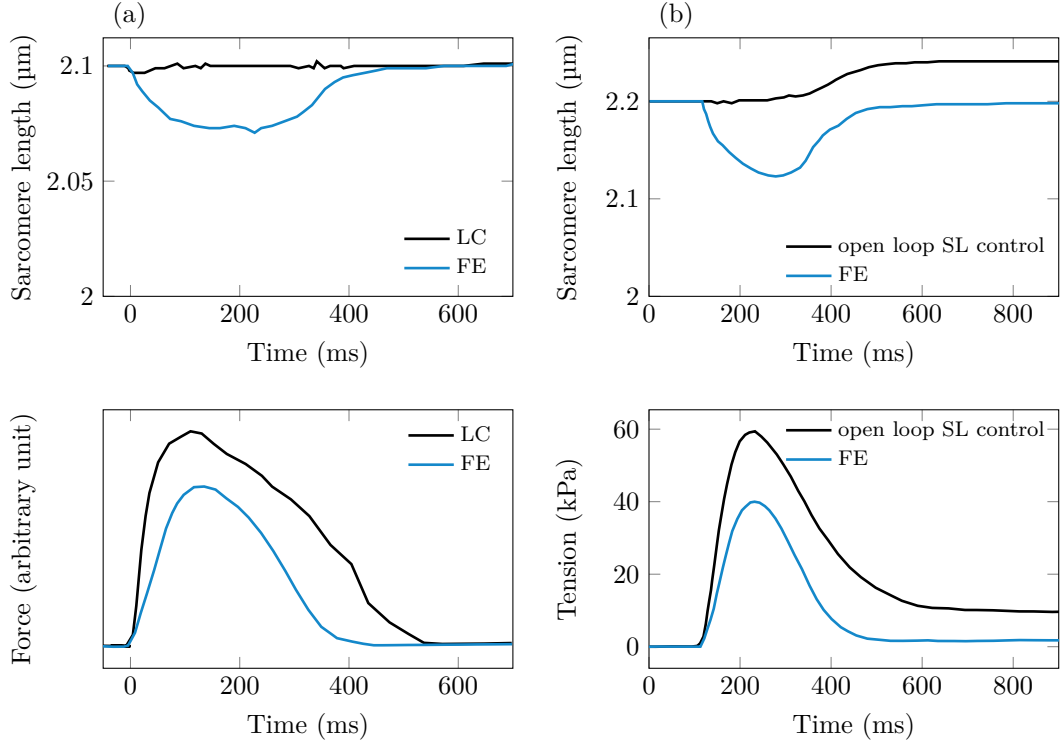 (a)
Sarcomere length (µm)
2.1
2.05
2
LC
FE
0 200 400 600
Time (ms)
(b)
Sarcomere length (µm)
2.2
2.1
2
open loop SL control
FE
0 200 400 600 800
Time (ms)
Force (arbitrary unit)
LC
FE
0 200 400 600
Time (ms)
Tension (kPa)
60
40
20
0
open loop SL control
FE
0 200 400 600 800
Time (ms)